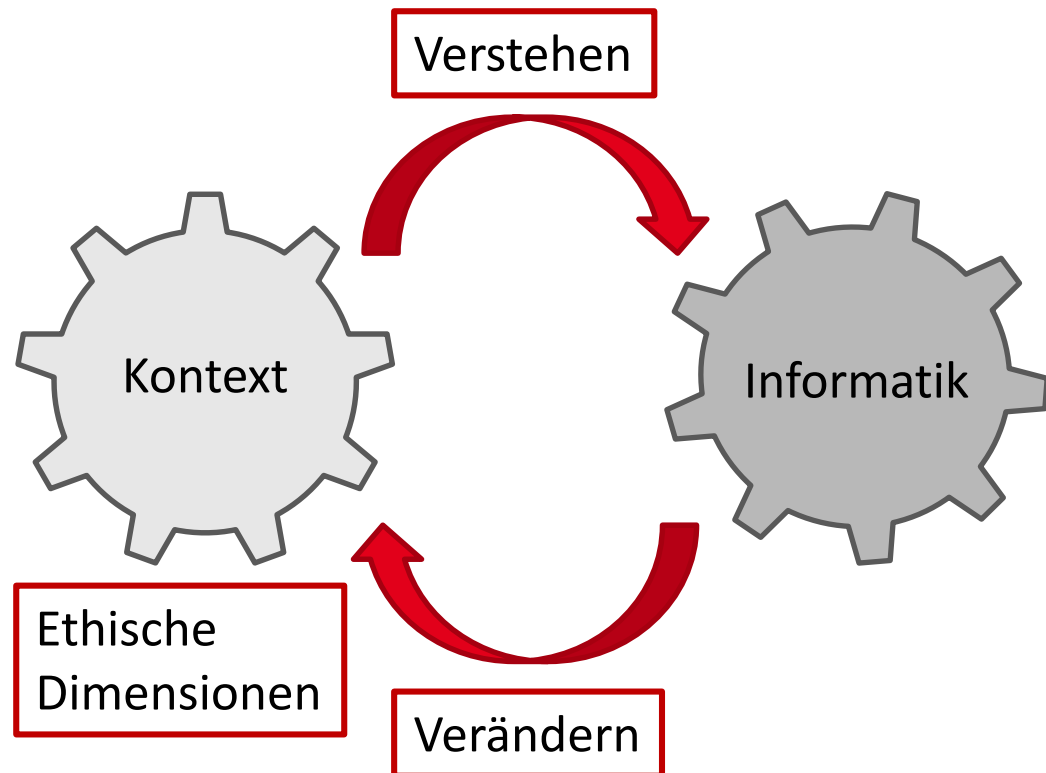 Verstehen
Kontext
Informatik
Ethische
Dimensionen
Verändern